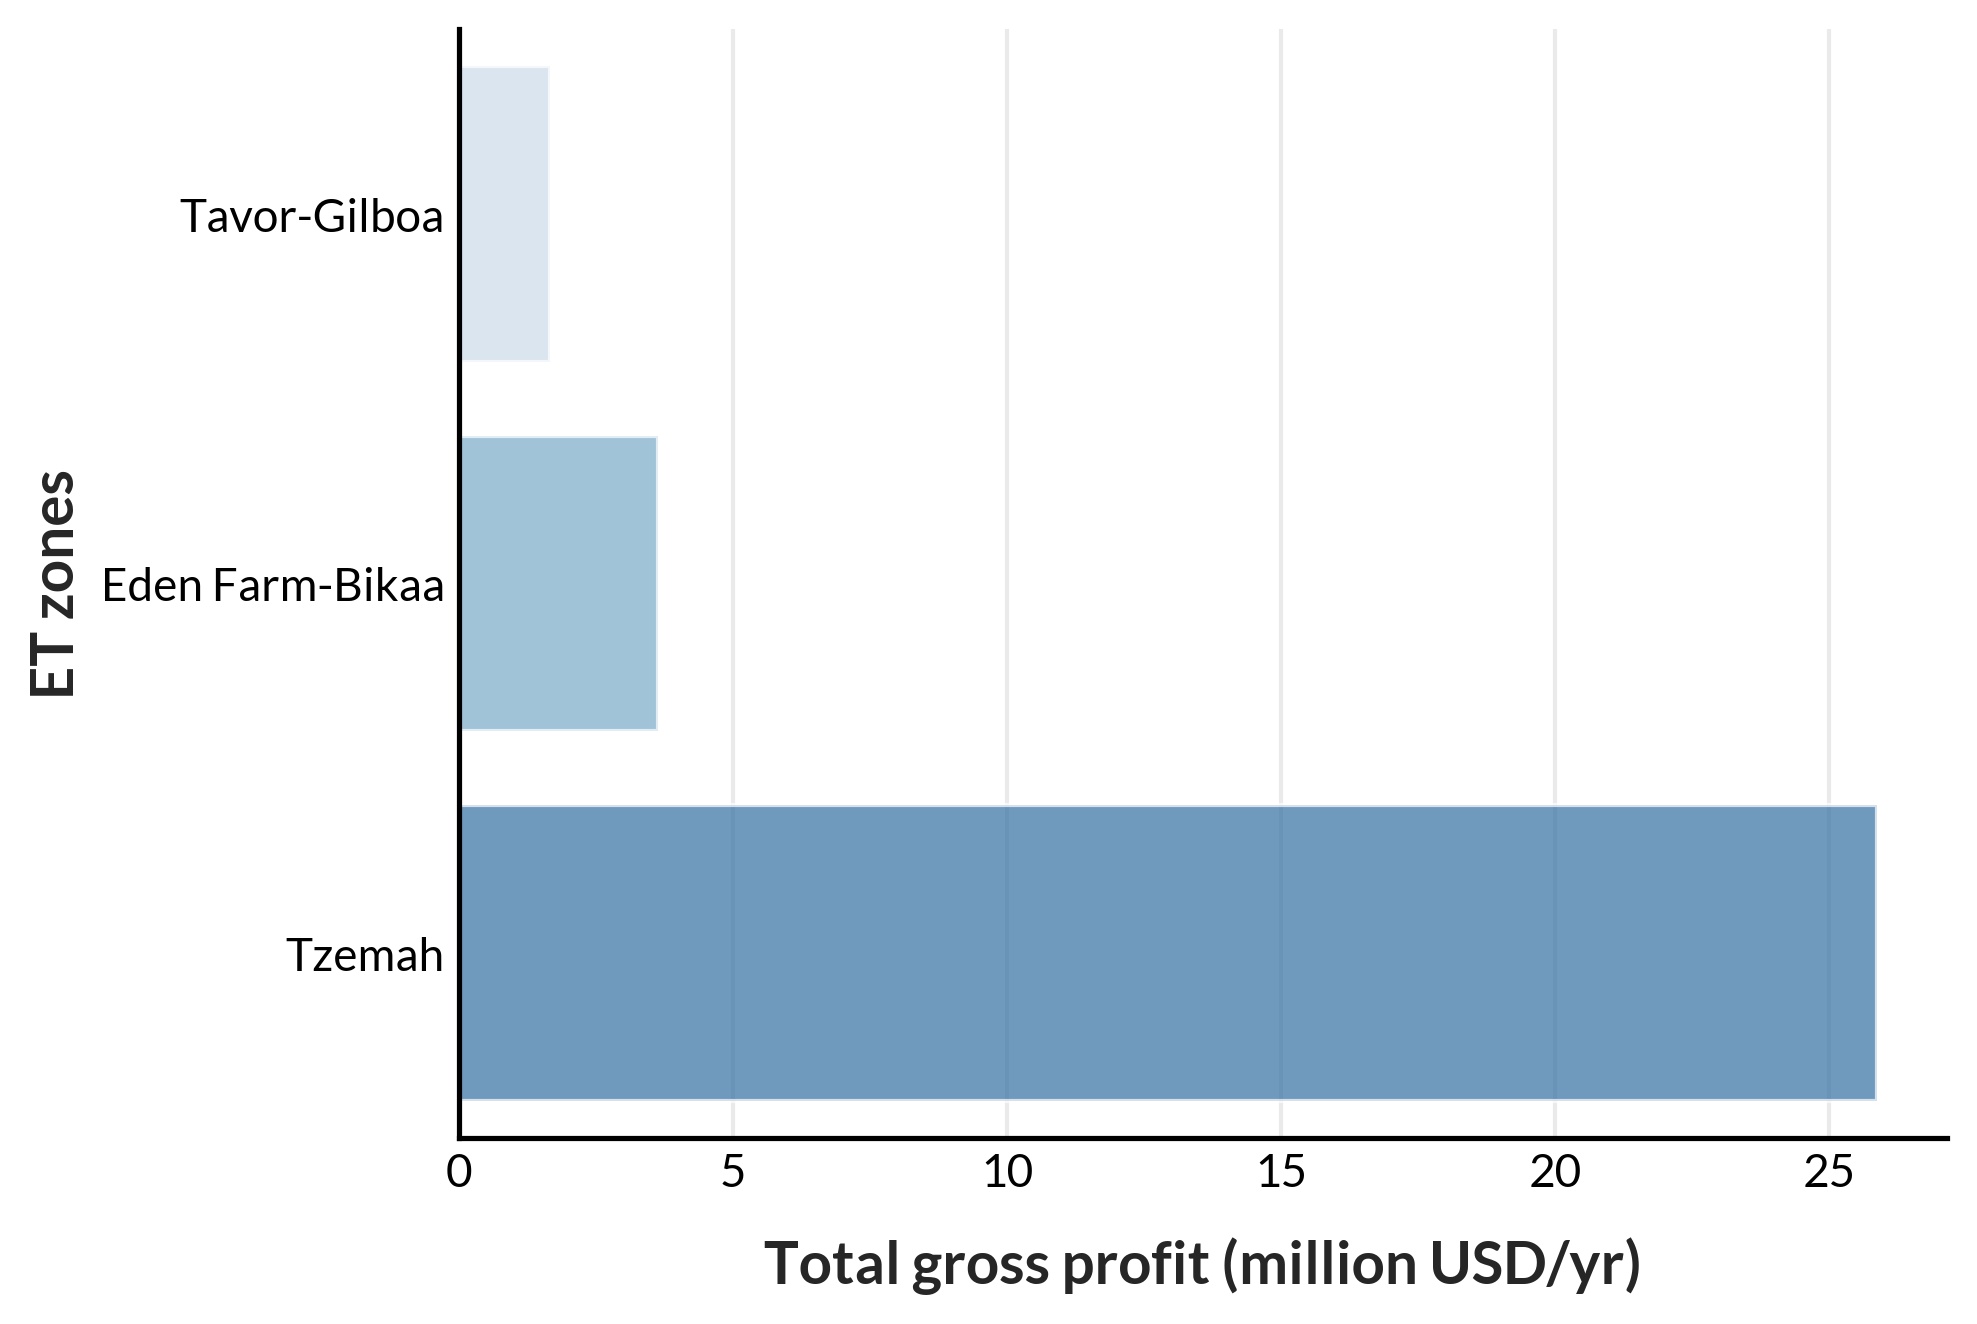 Tavor-Gilboa
Eden Farm-Bikaa
Tzemah
ET zones
0 5 10 15 20 25
Total gross profit (million USD/yr)